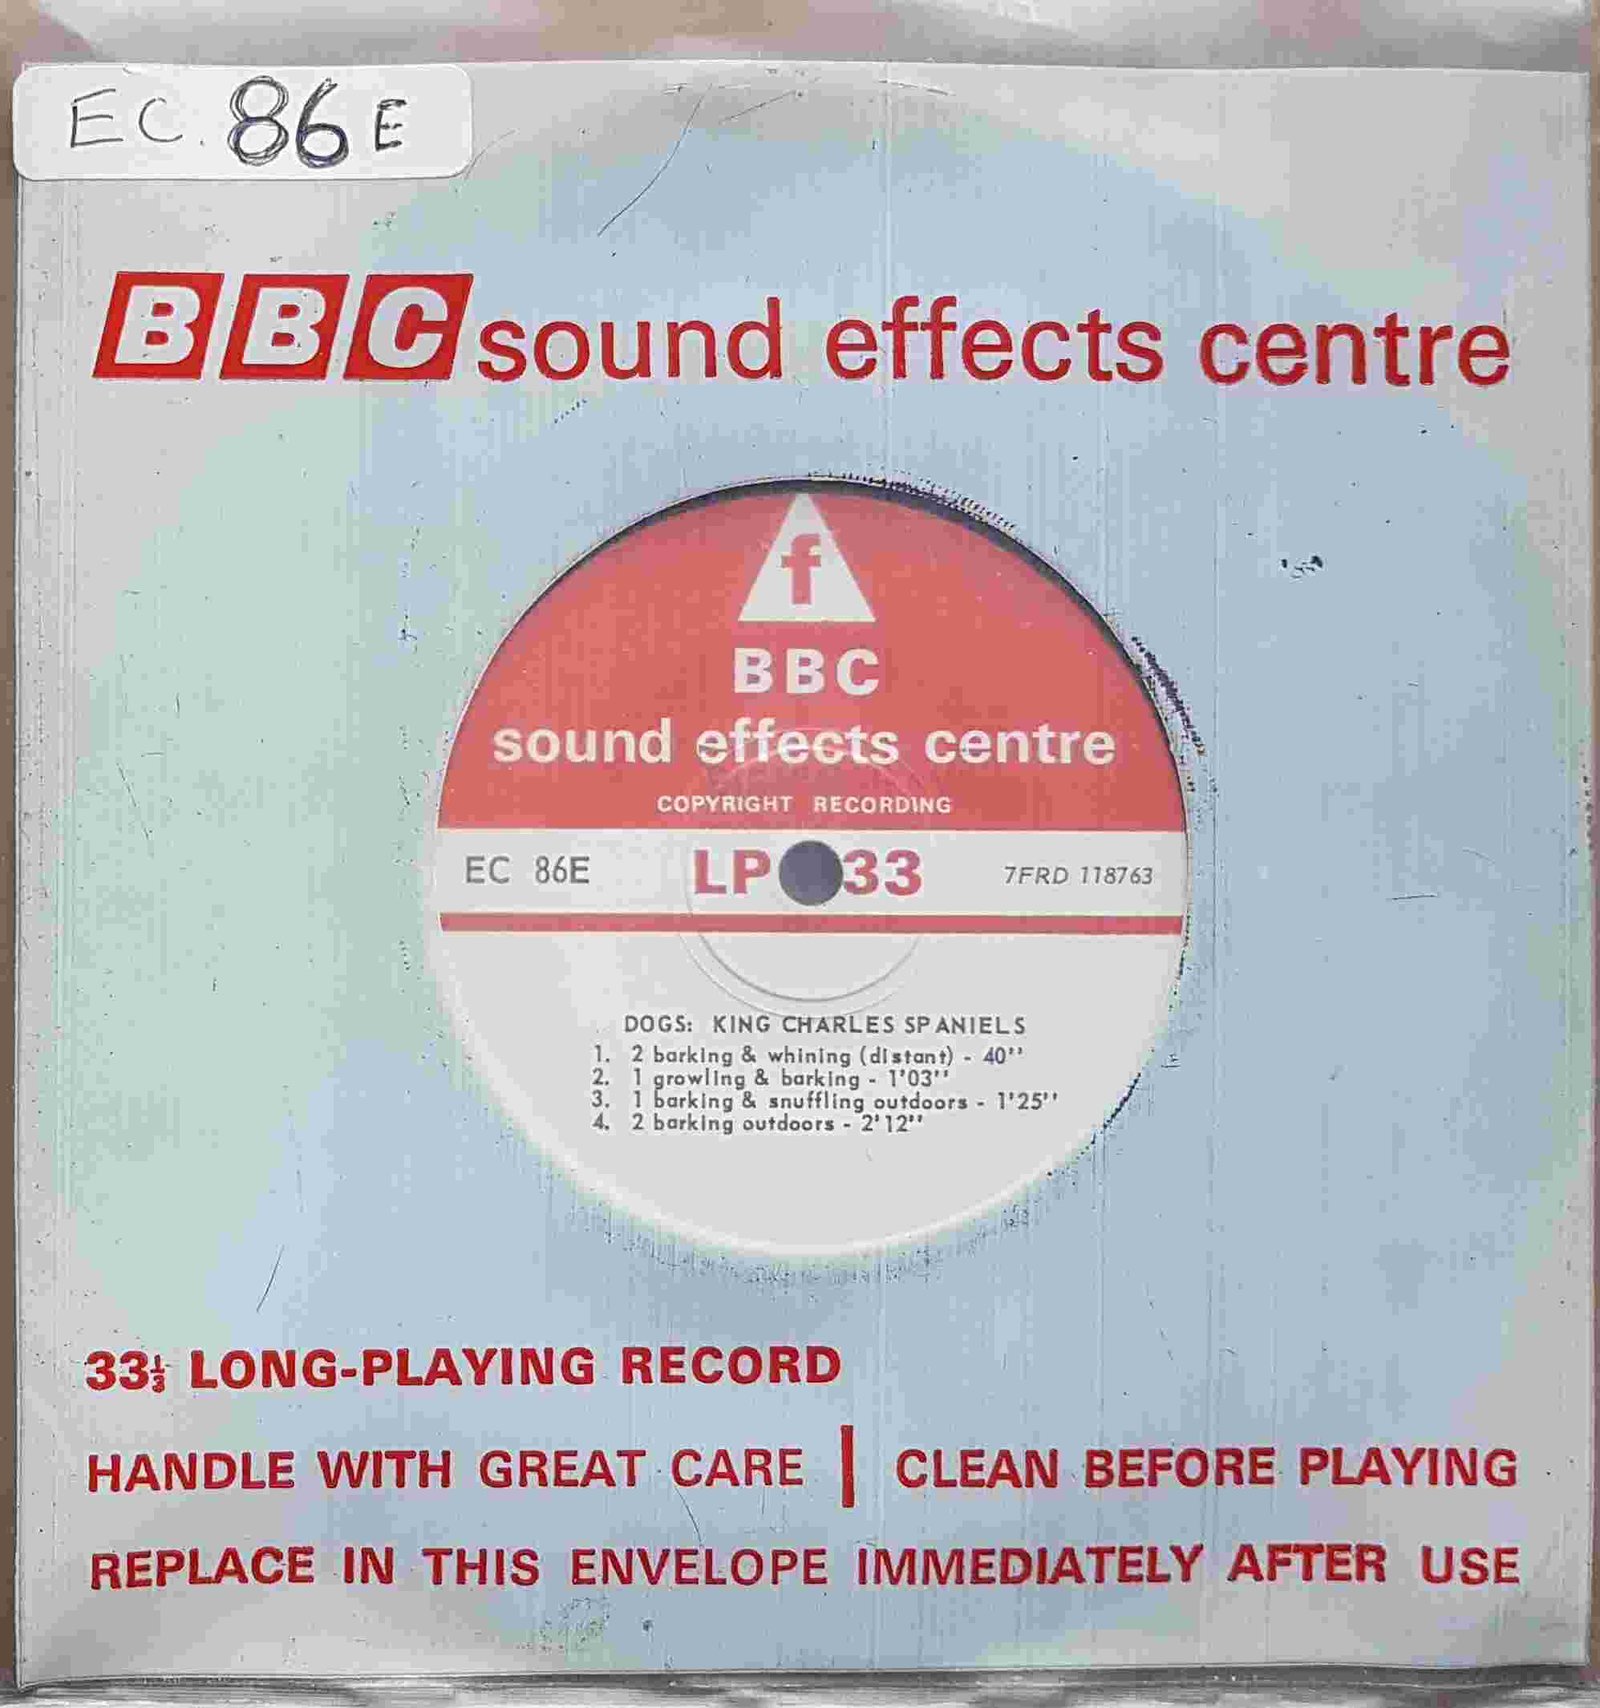 EC. 86E
BBC sound effects centre
f
BBC
sound effects centre
COPYRIGHT RECORDING
EC 86E LP 33 7FRD 118763
DOGS: KING CHARLES SPANIELS
1. 2 barking & whining (distant) - 40''
2. 1 growling & barking - 1'03''
3. 1 barking & snuffling outdoors - 1'25''
4. 2 barking outdoors - 2'12''
33⅓ LONG-PLAYING RECORD
HANDLE WITH GREAT CARE | CLEAN BEFORE PLAYING
REPLACE IN THIS ENVELOPE IMMEDIATELY AFTER USE